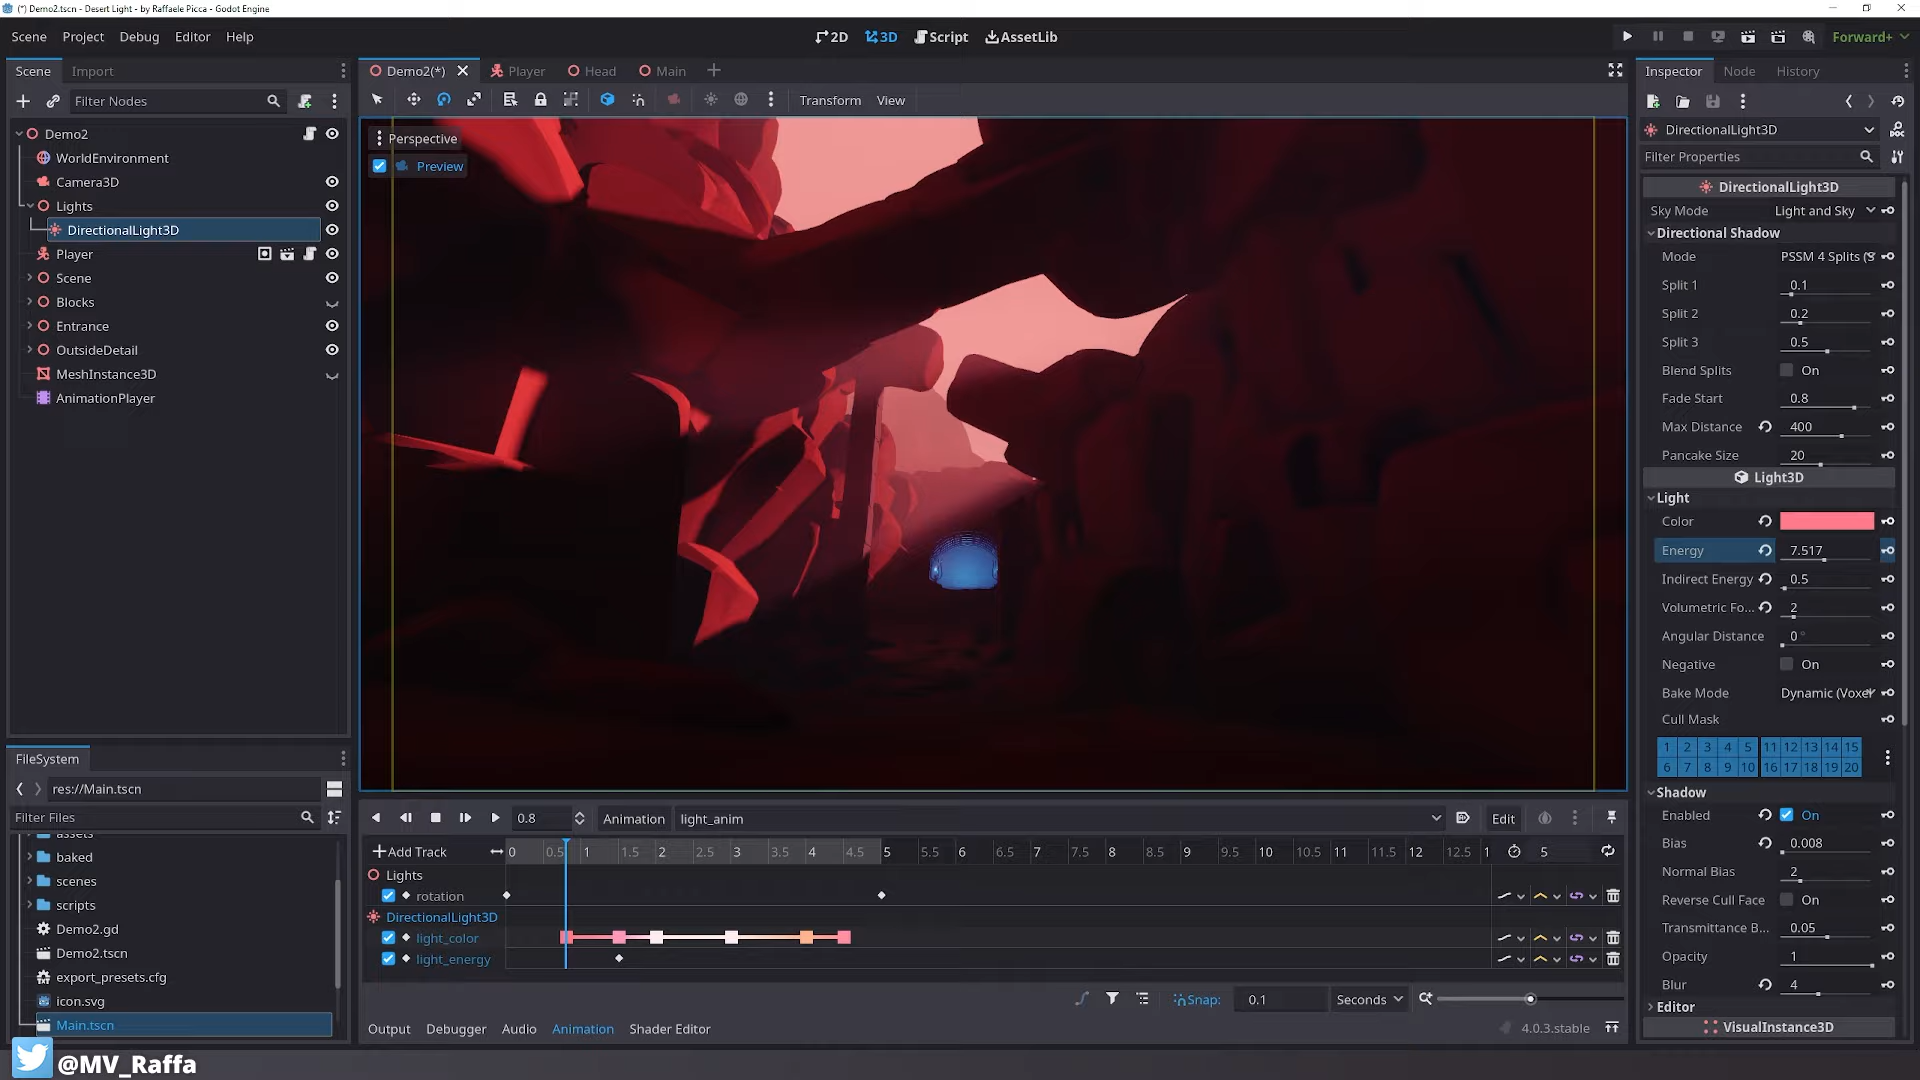 (*) Demo2.tscn - Desert Light - by Raffaele Picca - Godot Engine
Scene Project Debug Editor Help
2D 3D Script AssetLib
Forward+
Scene Import
Filter Nodes
Demo2
WorldEnvironment
Camera3D
Lights
DirectionalLight3D
Player
Scene
Blocks
Entrance
OutsideDetail
MeshInstance3D
AnimationPlayer
FileSystem
res://Main.tscn
Filter Files
assets
baked
scenes
scripts
Demo2.gd
Demo2.tscn
export_presets.cfg
icon.svg
Main.tscn
@MV_Raffa
Demo2(*) Player Head Main
Transform View
Perspective
Preview
0.8 Animation light_anim Edit
Add Track 0 0.5 1 1.5 2 2.5 3 3.5 4 4.5 5 5.5 6 6.5 7 7.5 8 8.5 9 9.5 10 10.5 11 11.5 12 12.5 1 5
Lights
rotation
DirectionalLight3D
light_color
light_energy
Snap: 0.1 Seconds
Output Debugger Audio Animation Shader Editor 4.0.3.stable
Inspector Node History
DirectionalLight3D
Filter Properties
DirectionalLight3D
Sky Mode Light and Sky
Directional Shadow
Mode PSSM 4 Splits (S
Split 1 0.1
Split 2 0.2
Split 3 0.5
Blend Splits On
Fade Start 0.8
Max Distance 400
Pancake Size 20
Light3D
Light
Color
Energy 7.517
Indirect Energy 0.5
Volumetric Fo... 2
Angular Distance 0 °
Negative On
Bake Mode Dynamic (Voxel
Cull Mask
1 2 3 4 5 11 12 13 14 15
6 7 8 9 10 16 17 18 19 20
Shadow
Enabled On
Bias 0.008
Normal Bias 2
Reverse Cull Face On
Transmittance B... 0.05
Opacity 1
Blur 4
Editor
VisualInstance3D